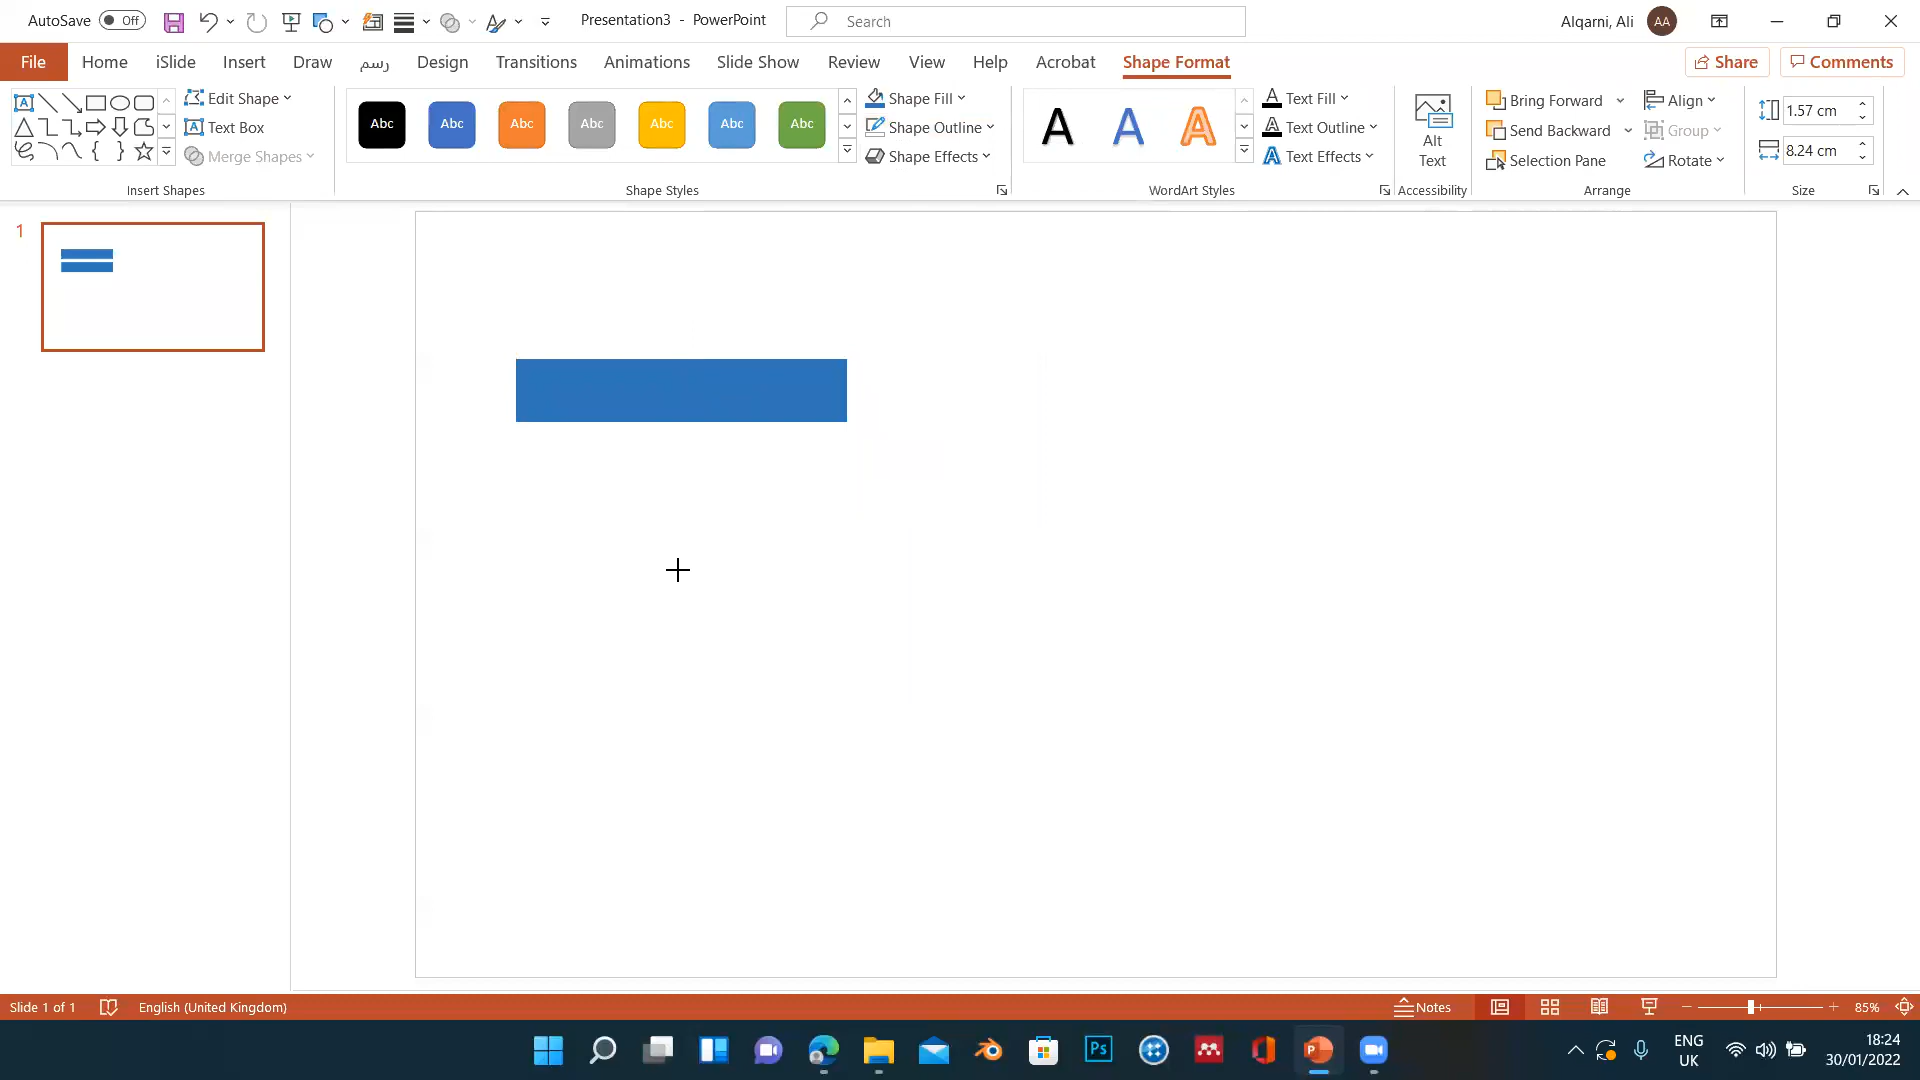 AutoSave Off Presentation3 - PowerPoint Search Alqarni, Ali AA
File Home iSlide Insert Draw رسم Design Transitions Animations Slide Show Review View Help Acrobat Shape Format Share Comments
Edit Shape
Text Box
Merge Shapes
Insert Shapes
Abc Abc Abc Abc Abc Abc Abc
Shape Fill
Shape Outline
Shape Effects
Shape Styles
A A A
Text Fill
Text Outline
Text Effects
WordArt Styles
Alt
Text
Accessibility
Bring Forward
Send Backward
Selection Pane
Align
Group
Rotate
Arrange
1.57 cm
8.24 cm
Size
1
Slide 1 of 1 English (United Kingdom) Notes 85%
Ps
ENG
UK
18:24
30/01/2022